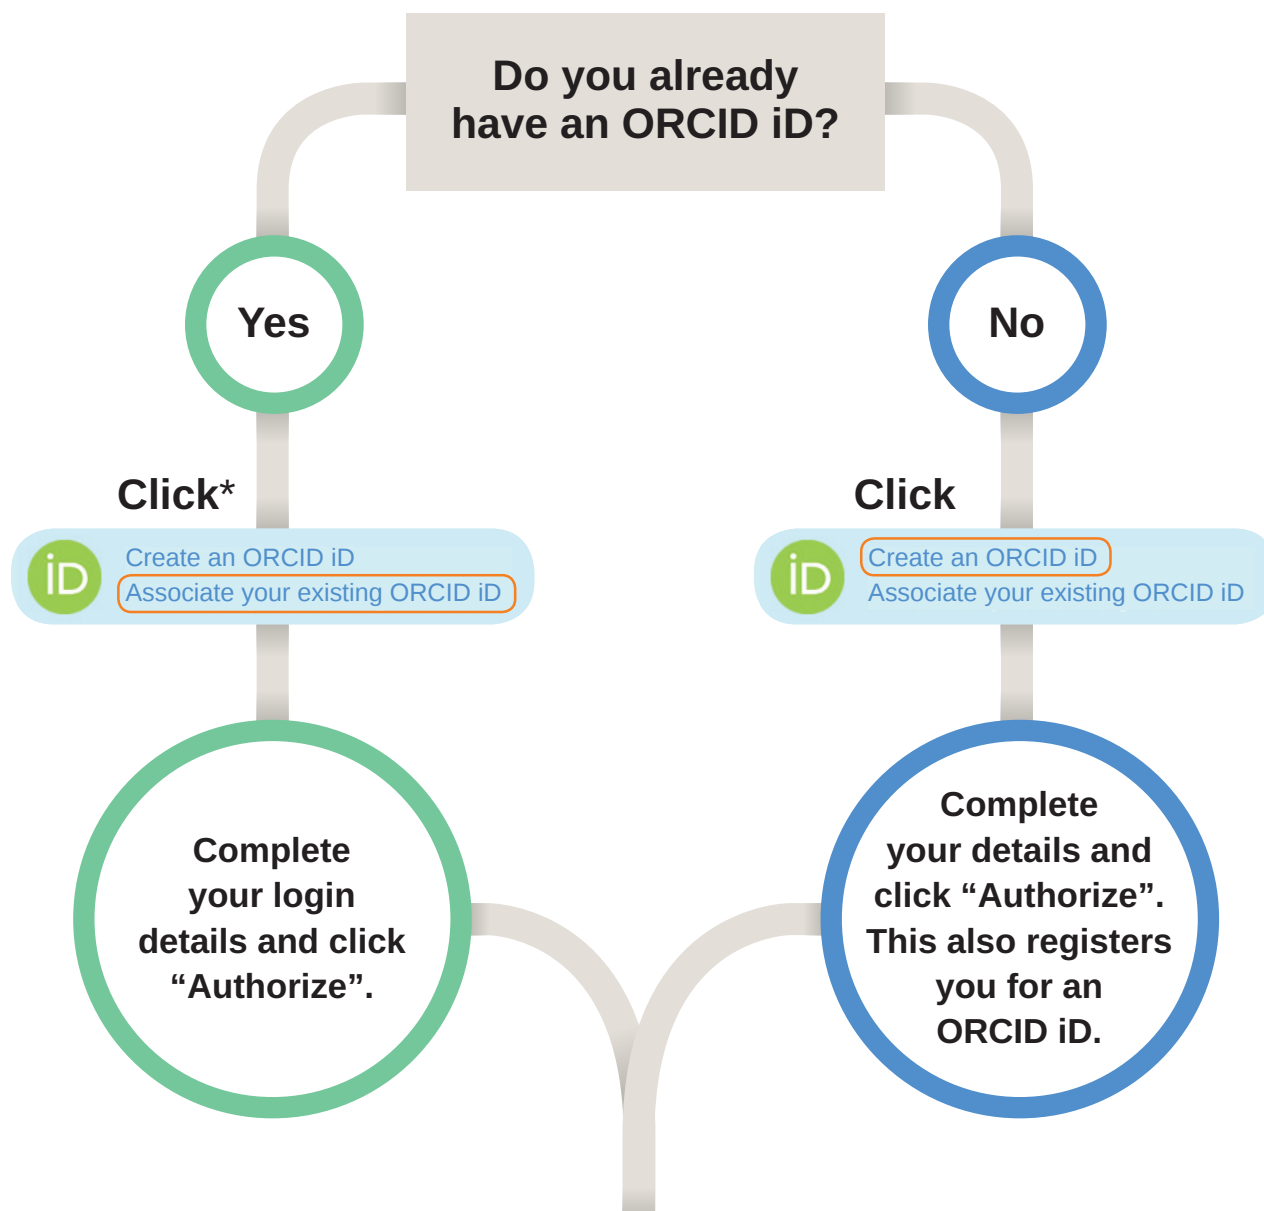 Do you already
have an ORCID iD?
Yes
No
Click*
iD
Create an ORCID iD
Associate your existing ORCID iD
Click
iD
Create an ORCID iD
Associate your existing ORCID iD
Complete
your login
details and click
“Authorize”.
Complete
your details and
click “Authorize”.
This also registers
you for an
ORCID iD.